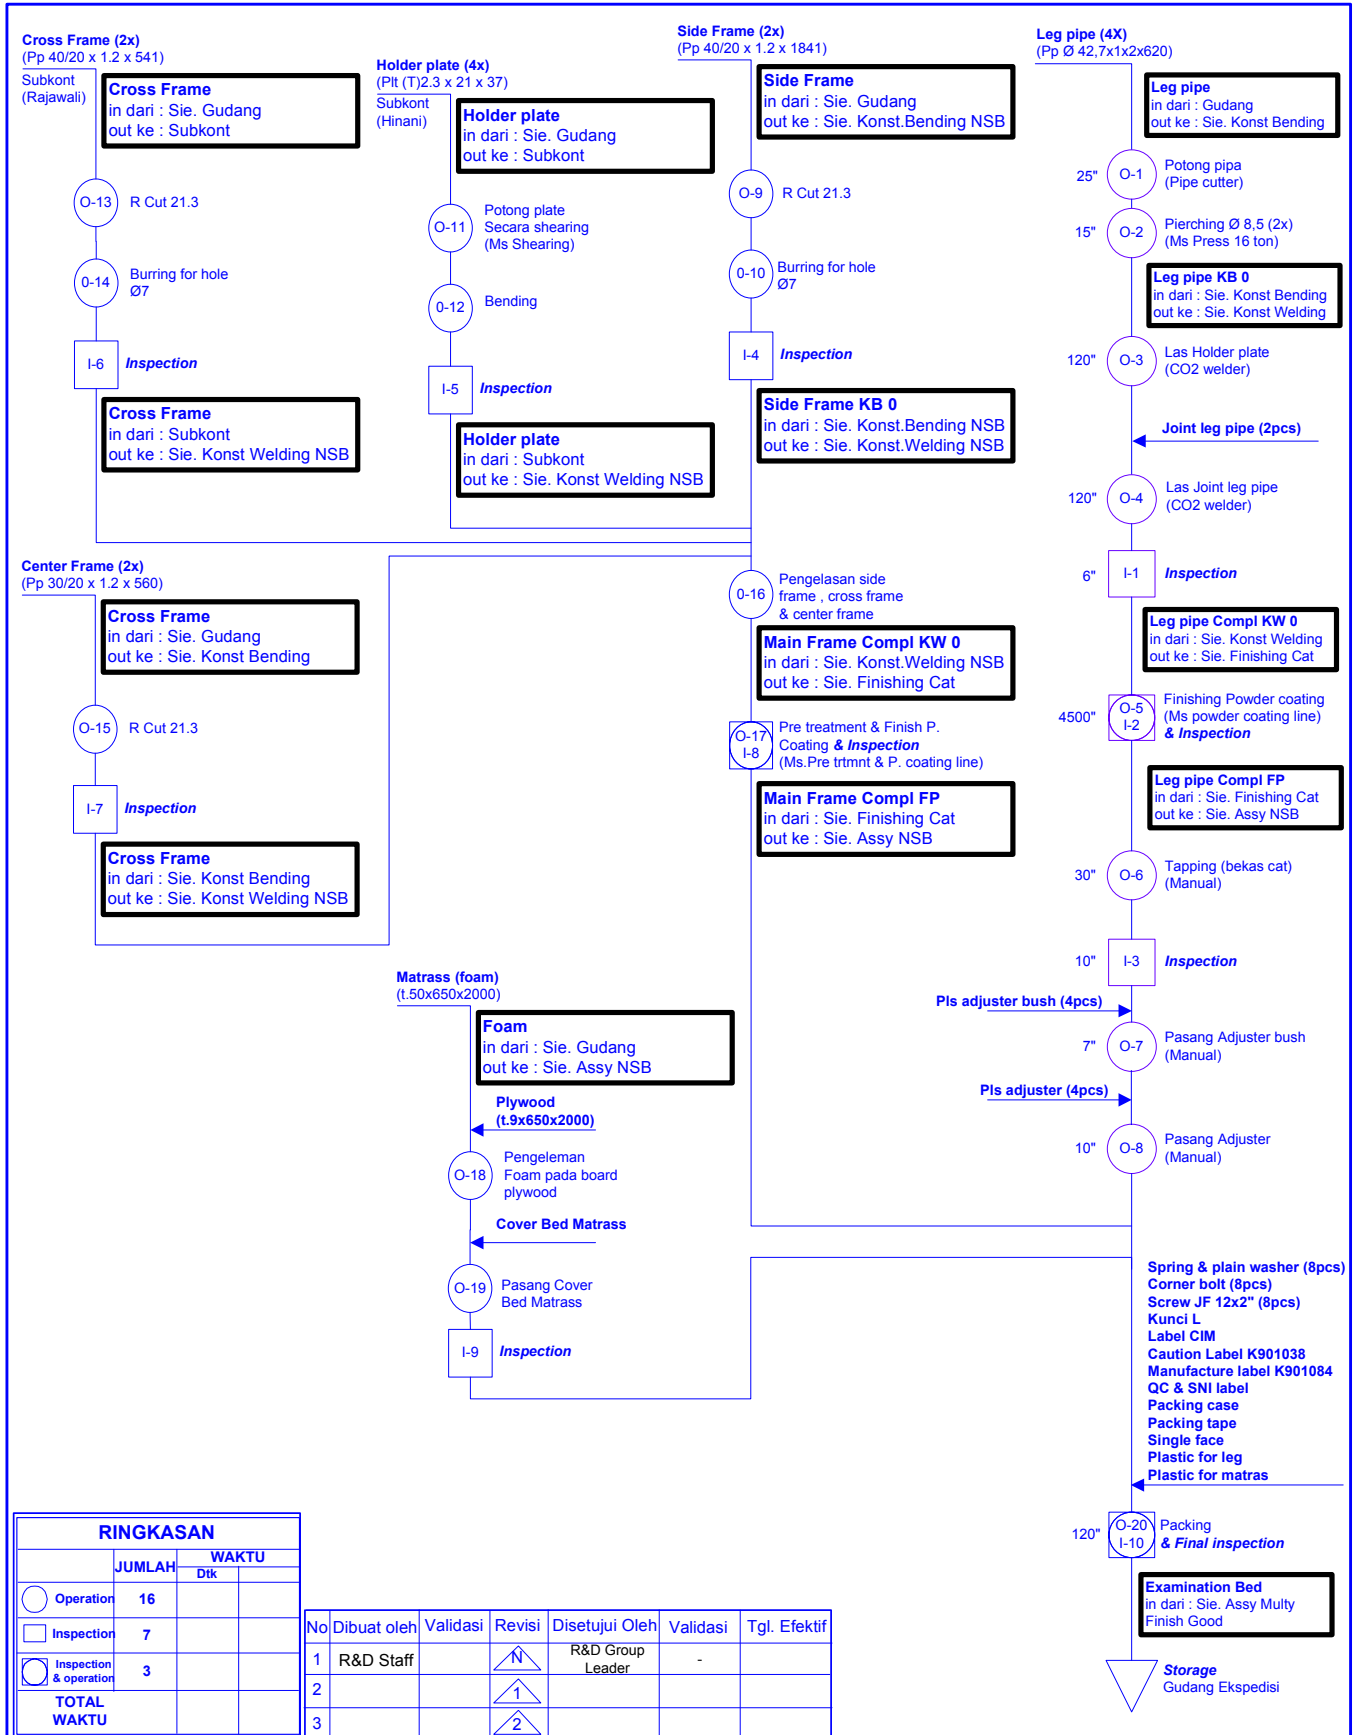 Cross Frame (2x)
(Pp 40/20 x 1.2 x 541)
Subkont
(Rajawali)
Cross Frame
in dari : Sie. Gudang
out ke : Subkont
O-13
R Cut 21.3
0-14
Burring for hole
Ø7
I-6
Inspection
Cross Frame
in dari : Subkont
out ke : Sie. Konst Welding NSB
Holder plate (4x)
(Plt (T)2.3 x 21 x 37)
Subkont
(Hinani)
Holder plate
in dari : Sie. Gudang
out ke : Subkont
O-11
Potong plate
Secara shearing
(Ms Shearing)
0-12
Bending
I-5
Inspection
Holder plate
in dari : Subkont
out ke : Sie. Konst Welding NSB
Side Frame (2x)
(Pp 40/20 x 1.2 x 1841)
Side Frame
in dari : Sie. Gudang
out ke : Sie. Konst.Bending NSB
O-9
R Cut 21.3
0-10
Burring for hole
Ø7
I-4
Inspection
Side Frame KB 0
in dari : Sie. Konst.Bending NSB
out ke : Sie. Konst.Welding NSB
Center Frame (2x)
(Pp 30/20 x 1.2 x 560)
Cross Frame
in dari : Sie. Gudang
out ke : Sie. Konst Bending
O-15
R Cut 21.3
I-7
Inspection
Cross Frame
in dari : Sie. Konst Bending
out ke : Sie. Konst Welding NSB
0-16
Pengelasan side
frame , cross frame
& center frame
Main Frame Compl KW 0
in dari : Sie. Konst.Welding NSB
out ke : Sie. Finishing Cat
O-17
I-8
Pre treatment & Finish P.
Coating & Inspection
(Ms.Pre trtmnt & P. coating line)
Main Frame Compl FP
in dari : Sie. Finishing Cat
out ke : Sie. Assy NSB
Matrass (foam)
(t.50x650x2000)
Foam
in dari : Sie. Gudang
out ke : Sie. Assy NSB
Plywood
(t.9x650x2000)
O-18
Pengeleman
Foam pada board
plywood
Cover Bed Matrass
O-19
Pasang Cover
Bed Matrass
I-9
Inspection
Leg pipe (4X)
(Pp Ø 42,7x1x2x620)
Leg pipe
in dari : Gudang
out ke : Sie. Konst Bending
25"
O-1
Potong pipa
(Pipe cutter)
15"
O-2
Pierching Ø 8,5 (2x)
(Ms Press 16 ton)
Leg pipe KB 0
in dari : Sie. Konst Bending
out ke : Sie. Konst Welding
120"
O-3
Las Holder plate
(CO2 welder)
Joint leg pipe (2pcs)
120"
O-4
Las Joint leg pipe
(CO2 welder)
6"
I-1
Inspection
Leg pipe Compl KW 0
in dari : Sie. Konst Welding
out ke : Sie. Finishing Cat
4500"
O-5
I-2
Finishing Powder coating
(Ms powder coating line)
& Inspection
Leg pipe Compl FP
in dari : Sie. Finishing Cat
out ke : Sie. Assy NSB
30"
O-6
Tapping (bekas cat)
(Manual)
10"
I-3
Inspection
Pls adjuster bush (4pcs)
7"
O-7
Pasang Adjuster bush
(Manual)
Pls adjuster (4pcs)
10"
O-8
Pasang Adjuster
(Manual)
Spring & plain washer (8pcs)
Corner bolt (8pcs)
Screw JF 12x2" (8pcs)
Kunci L
Label CIM
Caution Label K901038
Manufacture label K901084
QC & SNI label
Packing case
Packing tape
Single face
Plastic for leg
Plastic for matras
120"
O-20
I-10
Packing
& Final inspection
Examination Bed
in dari : Sie. Assy Multy
Finish Good
Storage
Gudang Ekspedisi
RINGKASAN
JUMLAH WAKTU
Dtk
Operation 16
Inspection 7
Inspection
& operation 3
TOTAL
WAKTU
No Dibuat oleh Validasi Revisi Disetujui Oleh Validasi Tgl. Efektif
1 R&D Staff N R&D Group
Leader -
2 1
3 2